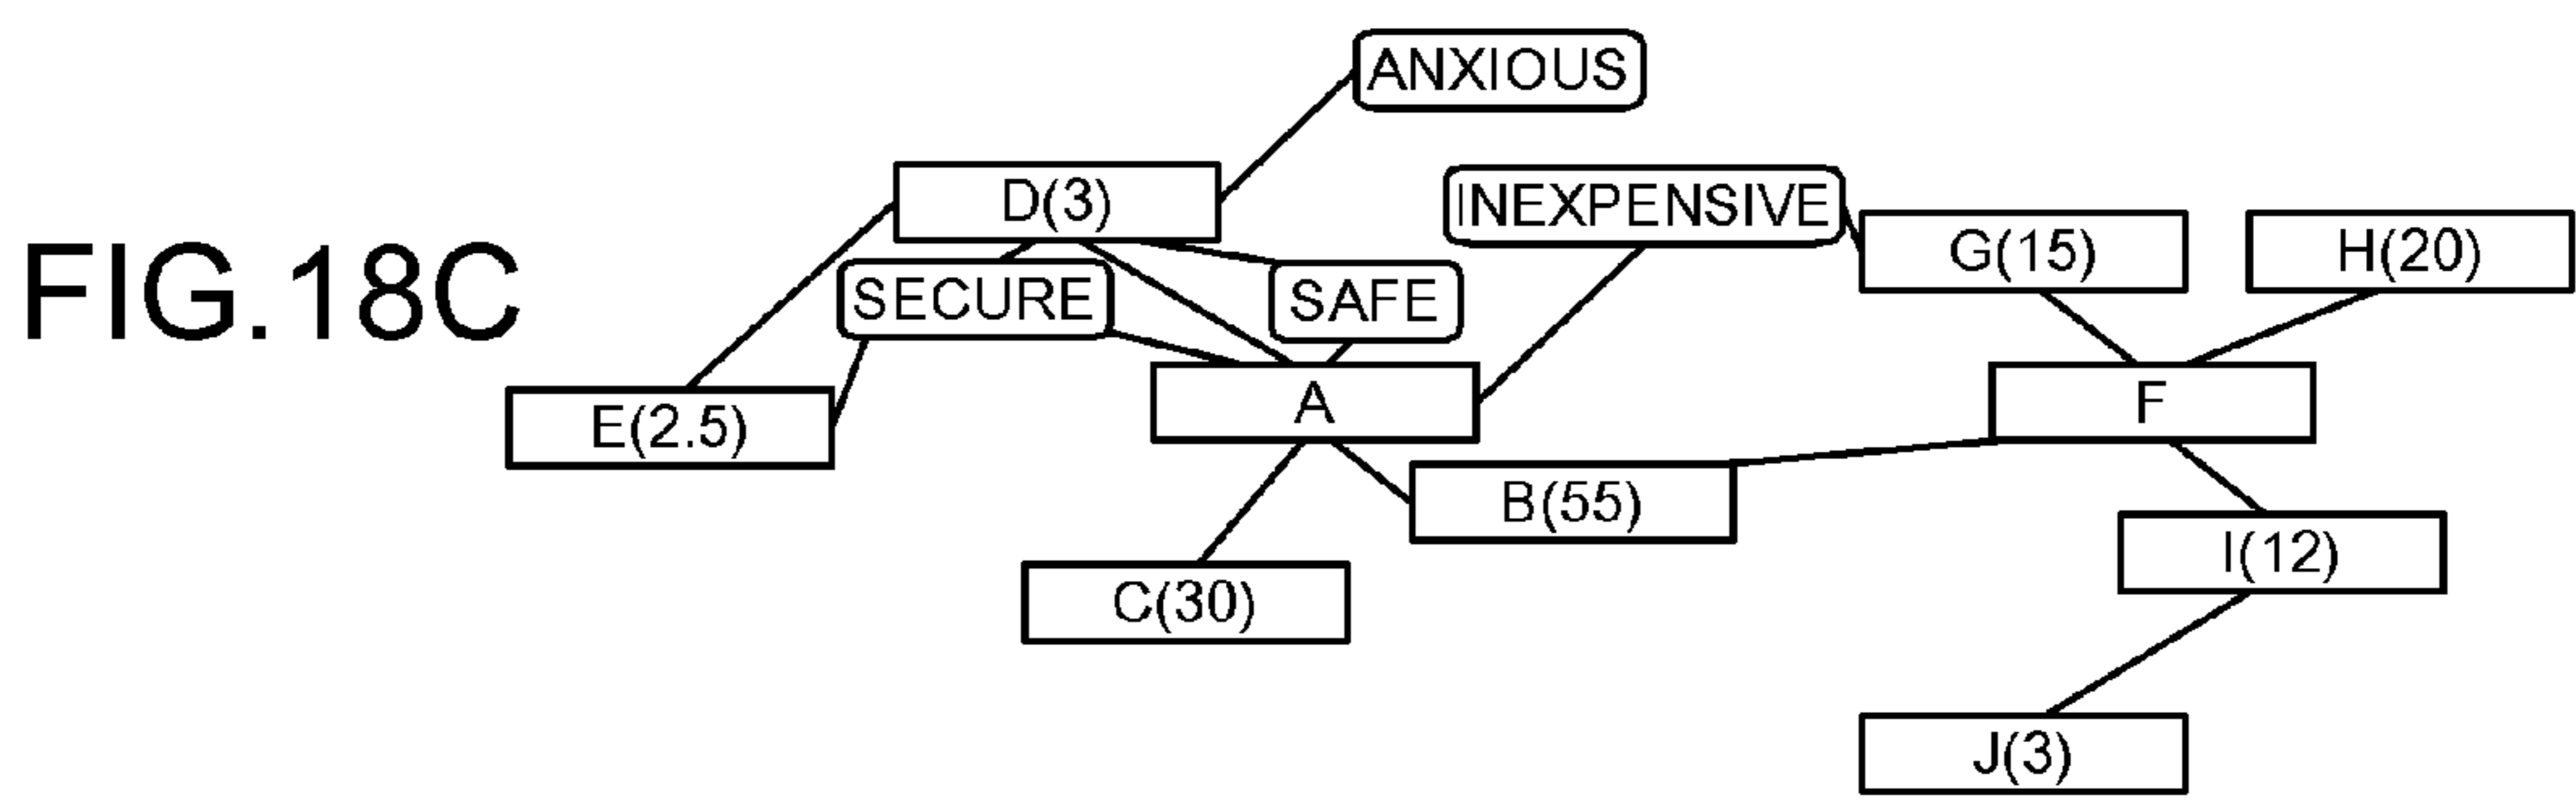 ANXIOUS
D(3)
INEXPENSIVE
FIG.18C
G(15)
H(20)
SECURE
SAFE
E(2.5)
A
F
B(55)
I(12)
C(30)
J(3)